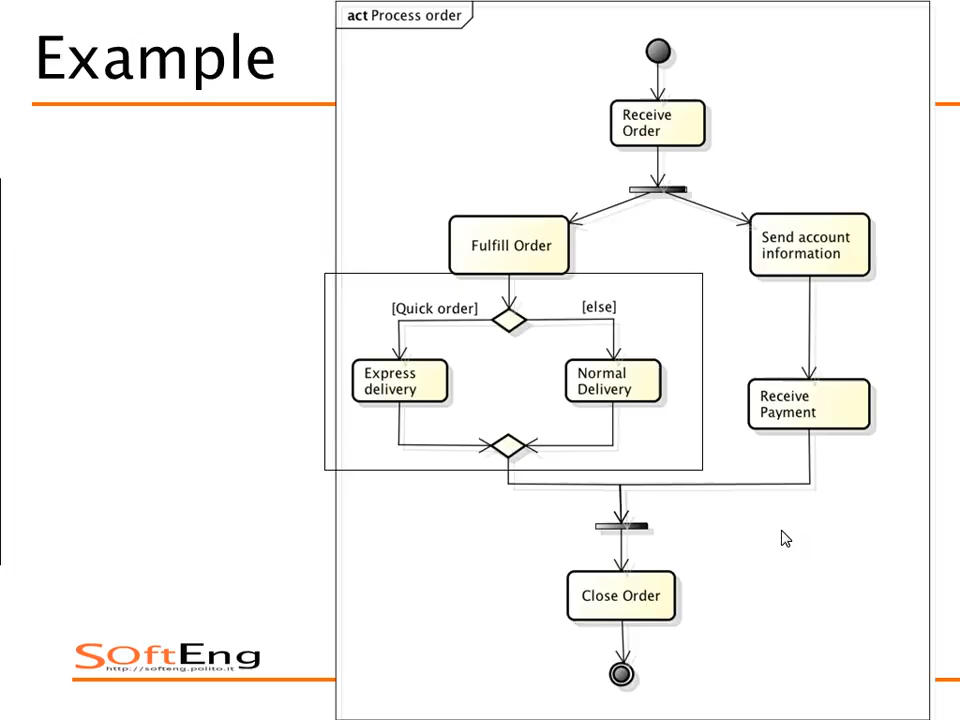 act Process order
Example
Receive
Order
Fulfill Order
Send account
information
[Quick order]
[else]
Express
delivery
Normal
Delivery
Receive
Payment
Close Order
SOftEng
http://softeng.polito.it